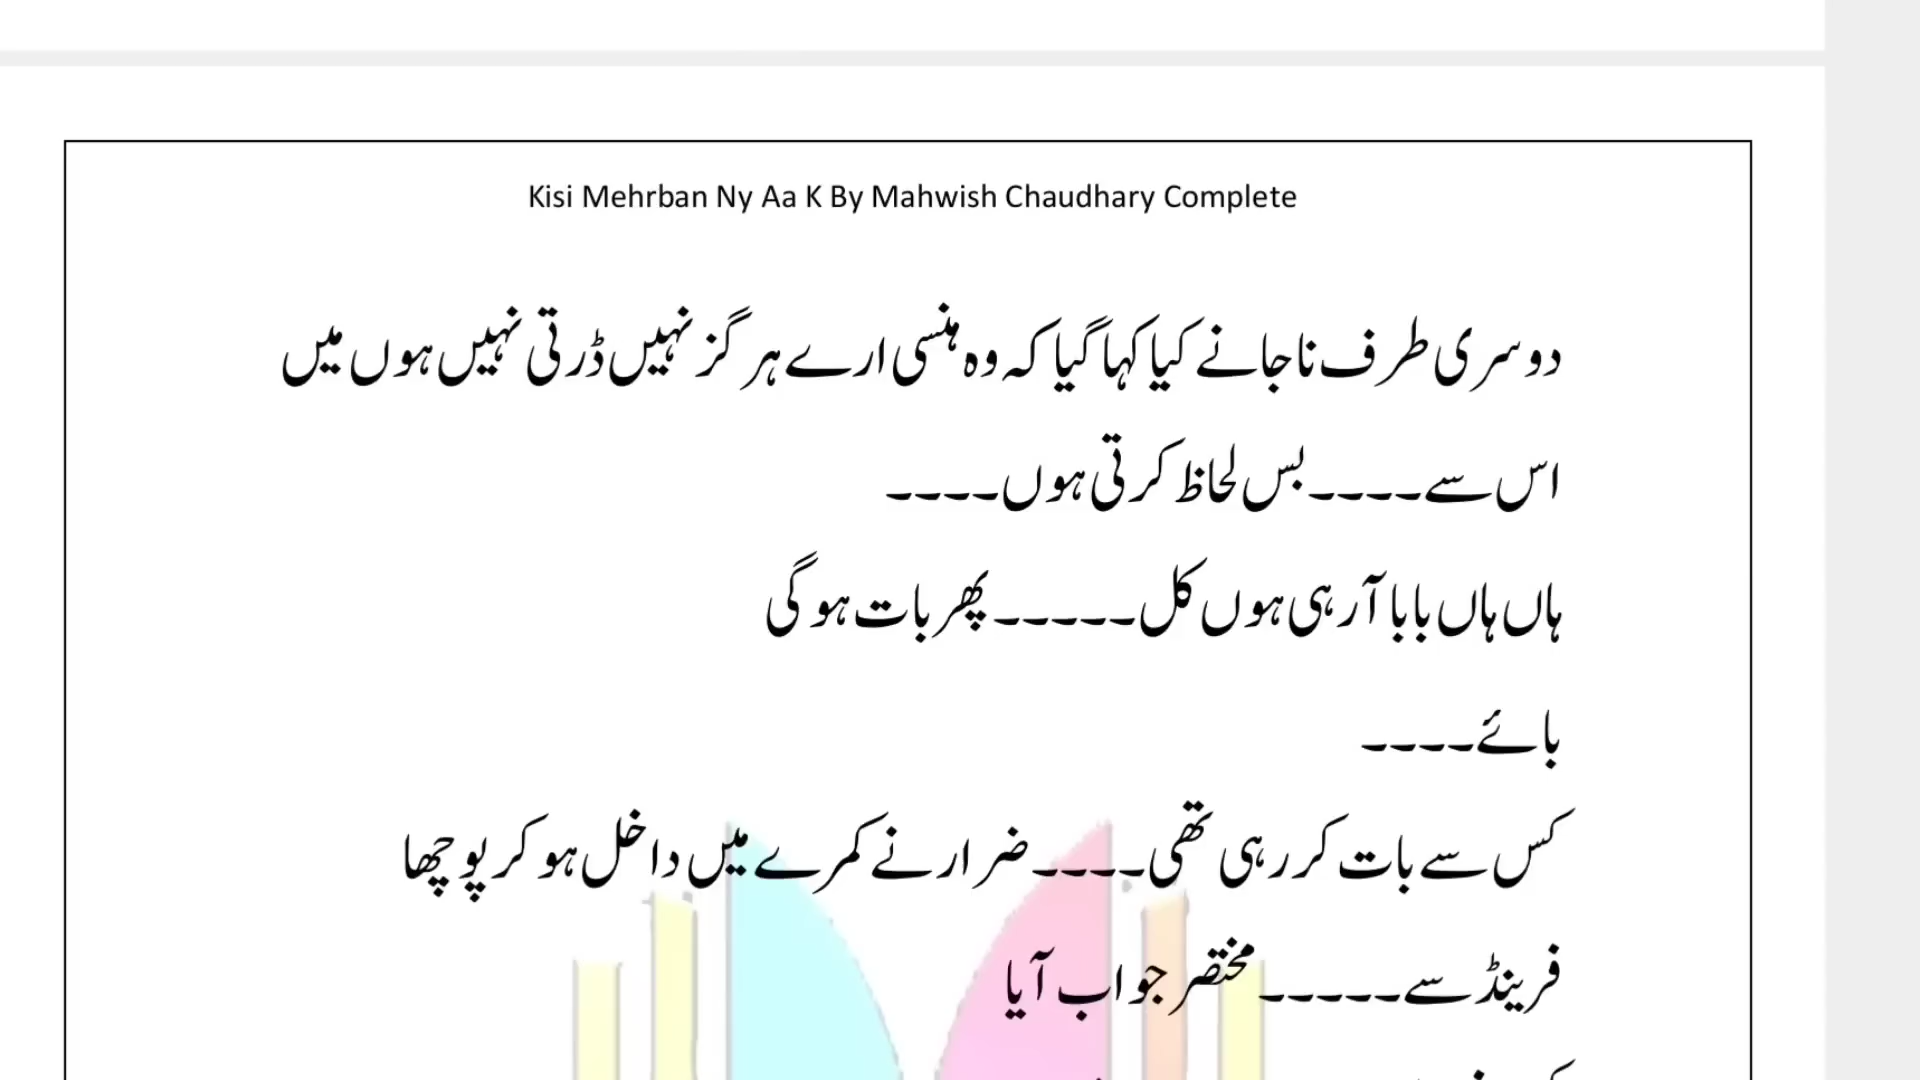 Kisi Mehrban Ny Aa K By Mahwish Chaudhary Complete
دوسری طرف ناجانے کیا کہا گیا کہ وہ ہنسی ارے ہر گز نہیں ڈرتی نہیں ہوں میں
اس سے۔۔۔۔بس لحاظ کرتی ہوں۔۔۔۔
ہاں ہاں بابا آرہی ہوں کل۔۔۔۔۔پھر بات ہو گی
بائے۔۔۔۔
کس سے بات کر رہی تھی۔۔۔۔ضرار نے کمرے میں داخل ہو کر پوچھا
فرینڈ سے۔۔۔۔۔مختصر جواب آیا